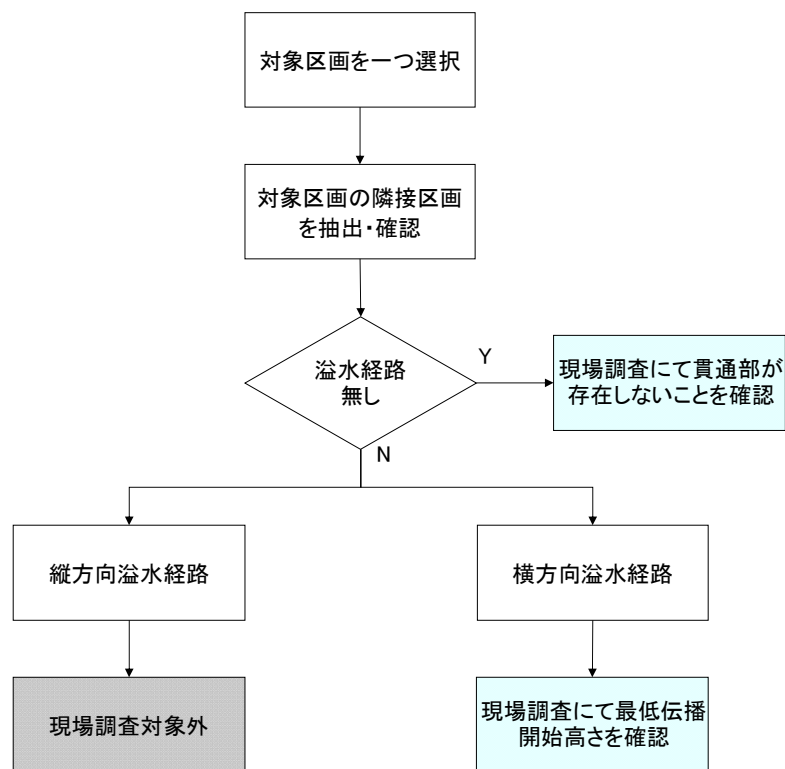 対象区画を一つ選択
対象区画の隣接区画
を抽出・確認
溢水経路
無し
Y
現場調査にて貫通部が
存在しないことを確認
N
縦方向溢水経路
横方向溢水経路
現場調査対象外
現場調査にて最低伝播
開始高さを確認